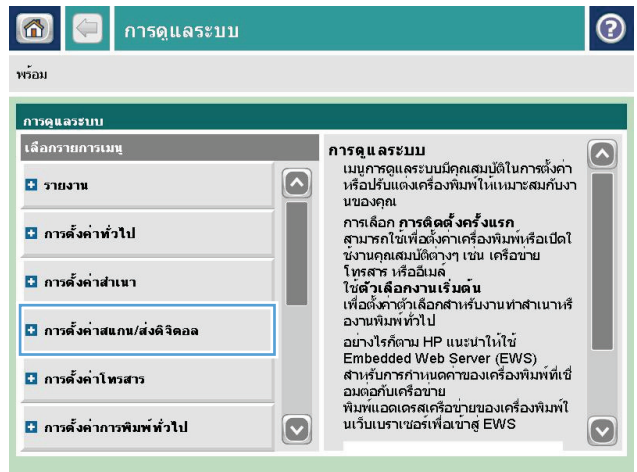 การดูแลระบบ
พร้อม
การดูแลระบบ
เลือกรายการเมนู
รายงาน
การตั้งค่าทั่วไป
การตั้งค่าสำเนา
การตั้งค่าสแกน/ส่งดิจิตอล
การตั้งค่าโทรสาร
การตั้งค่าการพิมพ์ทั่วไป
การดูแลระบบ
เมนูการดูแลระบบมีคุณสมบัติในการตั้งค่า
หรือปรับแต่งเครื่องพิมพ์ให้เหมาะสมกับงา
นของคุณ
การเลือก การติดตั้งครั้งแรก
สามารถใช้เพื่อตั้งค่าเครื่องพิมพ์หรือเปิดใ
ช้งานคุณสมบัติต่างๆ เช่น เครือข่าย
โทรสาร หรืออีเมล์
ใช้ตัวเลือกงานเริ่มต้น
เพื่อตั้งค่าตัวเลือกสำหรับงานทำสำเนาหรื
องานพิมพ์ทั่วไป
อย่างไรก็ตาม HP แนะนำให้ใช้
Embedded Web Server (EWS)
สำหรับการกำหนดค่าของเครื่องพิมพ์ที่เชื่
อมต่อกับเครือข่าย
พิมพ์แอดเดรสเครือข่ายของเครื่องพิมพ์ใ
นเว็บเบราเซอร์เพื่อเข้าสู่ EWS